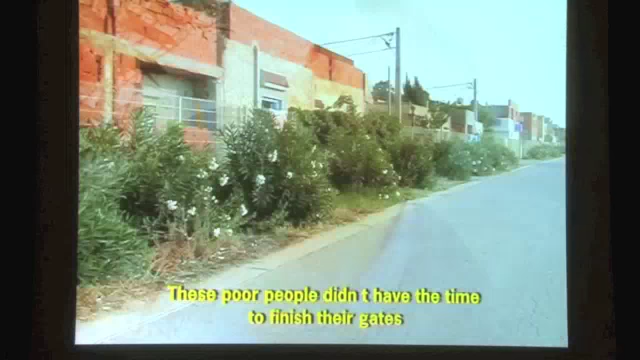 These poor people didn t have the time
to finish their gates